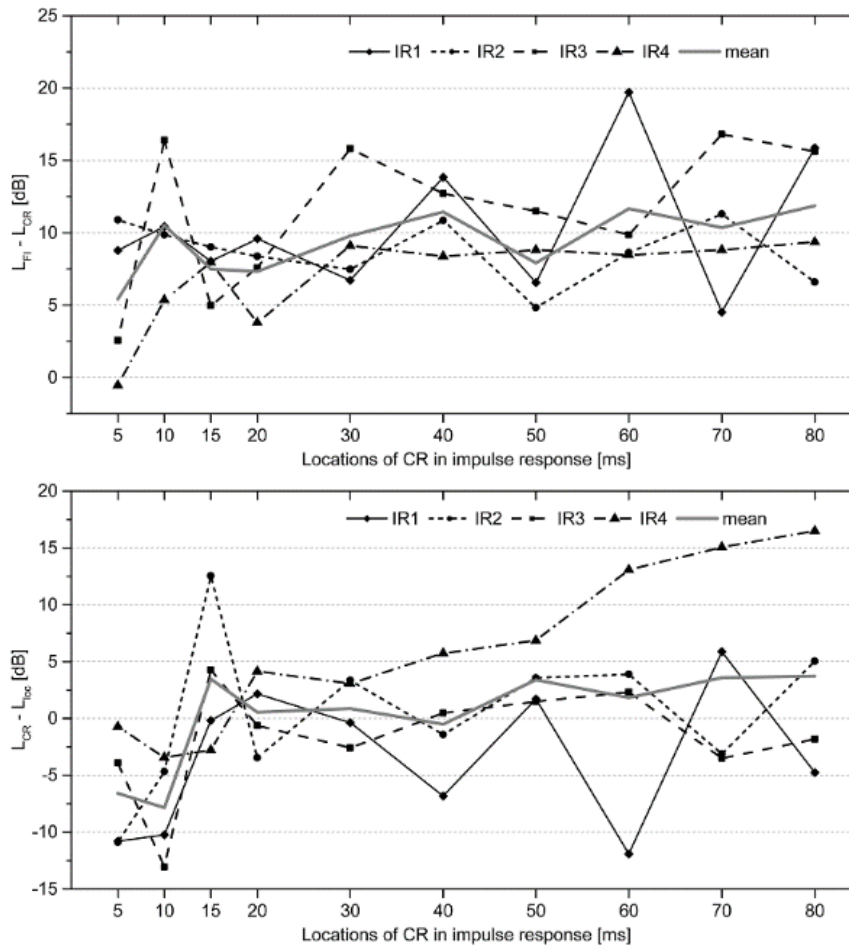 25
20
15
10
5
0
L_FI - L_CR [dB]
IR1 IR2 IR3 IR4 mean
5 10 15 20 30 40 50 60 70 80
Locations of CR in impulse response [ms]
20
15
10
5
0
-5
-10
-15
L_CR - L_loc [dB]
IR1 IR2 IR3 IR4 mean
5 10 15 20 30 40 50 60 70 80
Locations of CR in impulse response [ms]